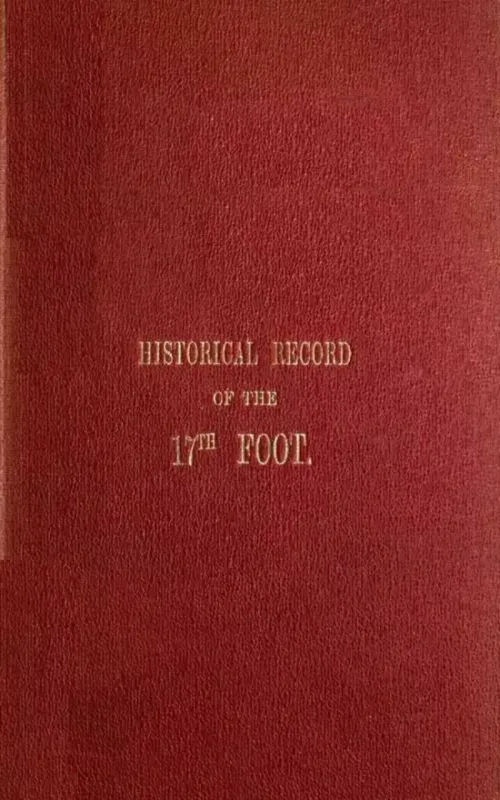 HISTORICAL RECORD
OF THE
17TH FOOT.